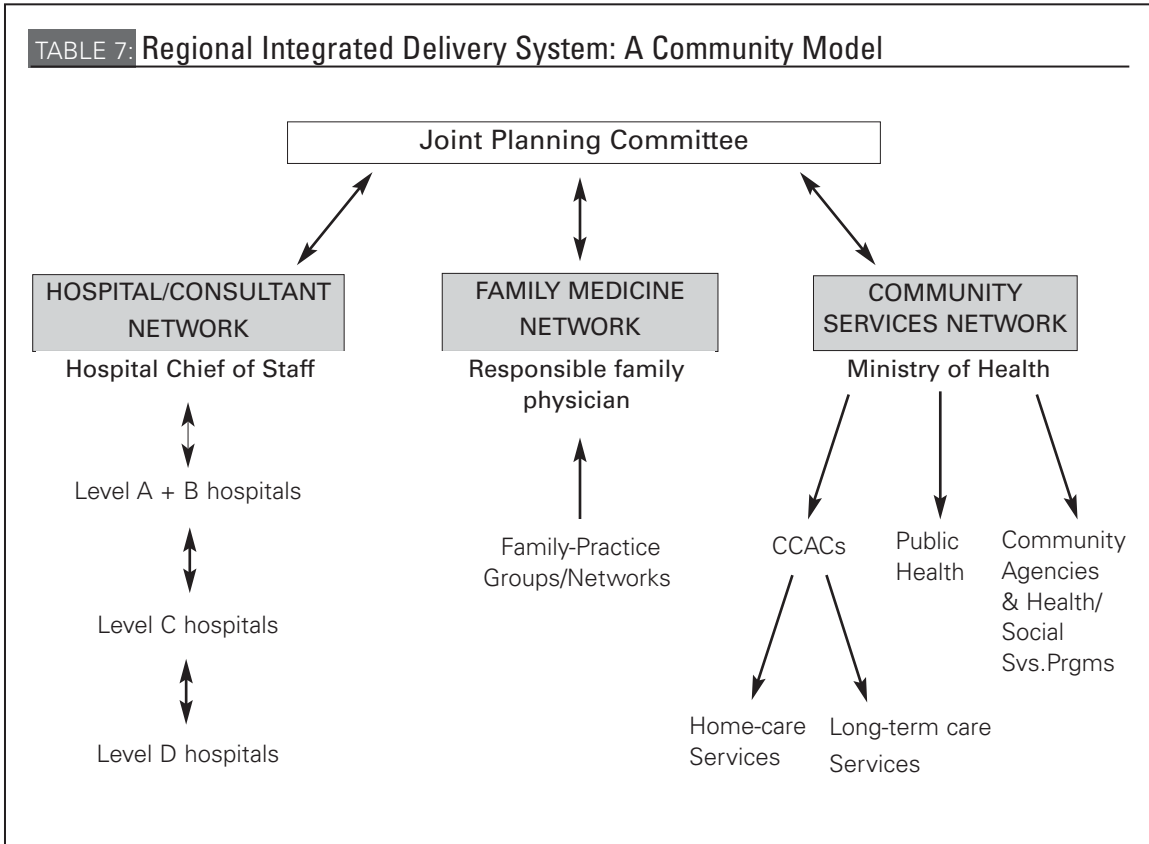 TABLE 7: Regional Integrated Delivery System: A Community Model
Joint Planning Committee
HOSPITAL/CONSULTANT
NETWORK
Hospital Chief of Staff
Level A + B hospitals
Level C hospitals
Level D hospitals
FAMILY MEDICINE
NETWORK
Responsible family
physician
Family-Practice
Groups/Networks
COMMUNITY
SERVICES NETWORK
Ministry of Health
CCACs
Public
Health
Community
Agencies
& Health/
Social
Svs.Prgms
Home-care
Services
Long-term care
Services